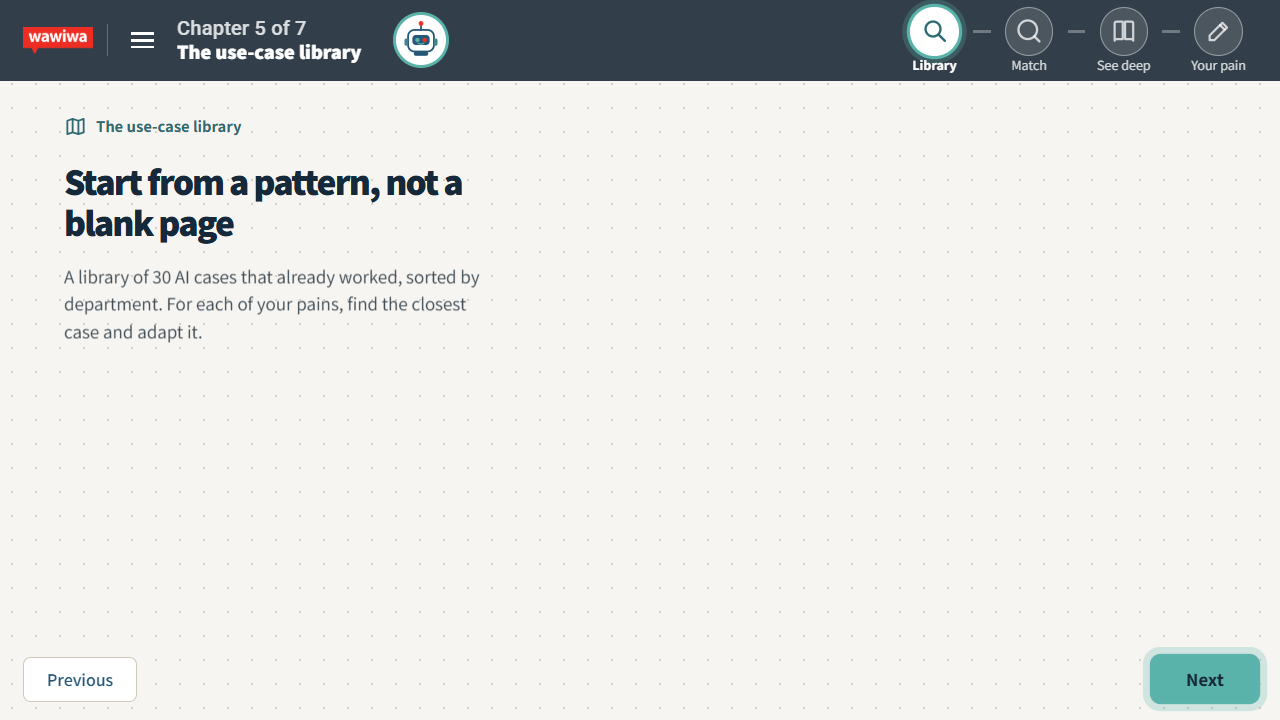 wawiwa
Chapter 5 of 7
The use-case library
Library
Match
See deep
Your pain
The use-case library
Start from a pattern, not a
blank page
A library of 30 AI cases that already worked, sorted by
department. For each of your pains, find the closest
case and adapt it.
Previous
Next